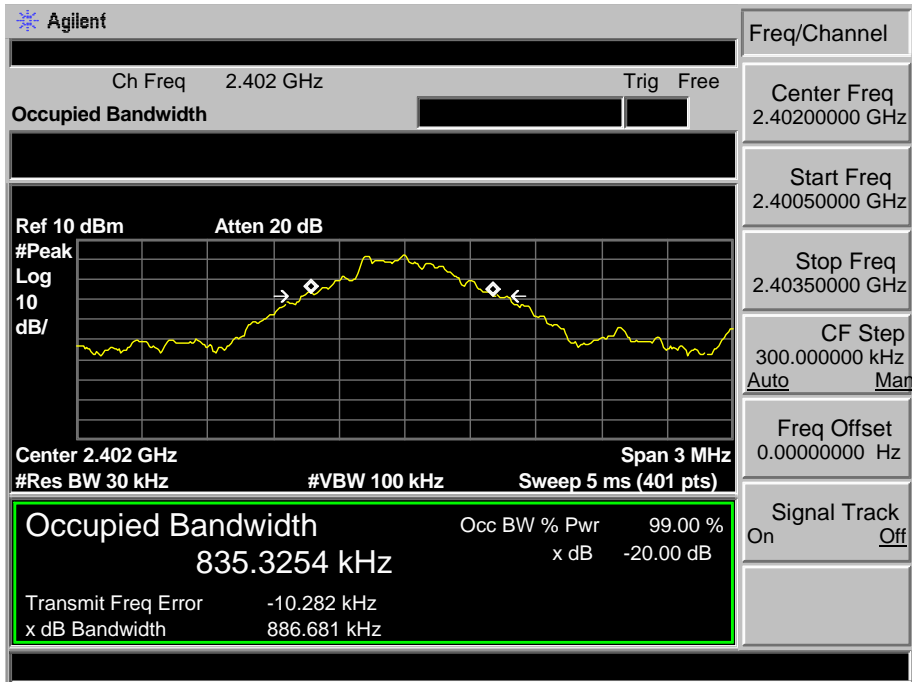 Agilent
Freq/Channel
Ch Freq 2.402 GHz Trig Free
Occupied Bandwidth
Center Freq
2.40200000 GHz
Start Freq
2.40050000 GHz
Stop Freq
2.40350000 GHz
CF Step
300.000000 kHz
Auto Man
Freq Offset
0.00000000 Hz
Signal Track
On Off
Ref 10 dBm Atten 20 dB
#Peak
Log
10
dB/
Center 2.402 GHz Span 3 MHz
#Res BW 30 kHz #VBW 100 kHz Sweep 5 ms (401 pts)
Occupied Bandwidth Occ BW % Pwr 99.00 %
835.3254 kHz x dB -20.00 dB
Transmit Freq Error -10.282 kHz
x dB Bandwidth 886.681 kHz